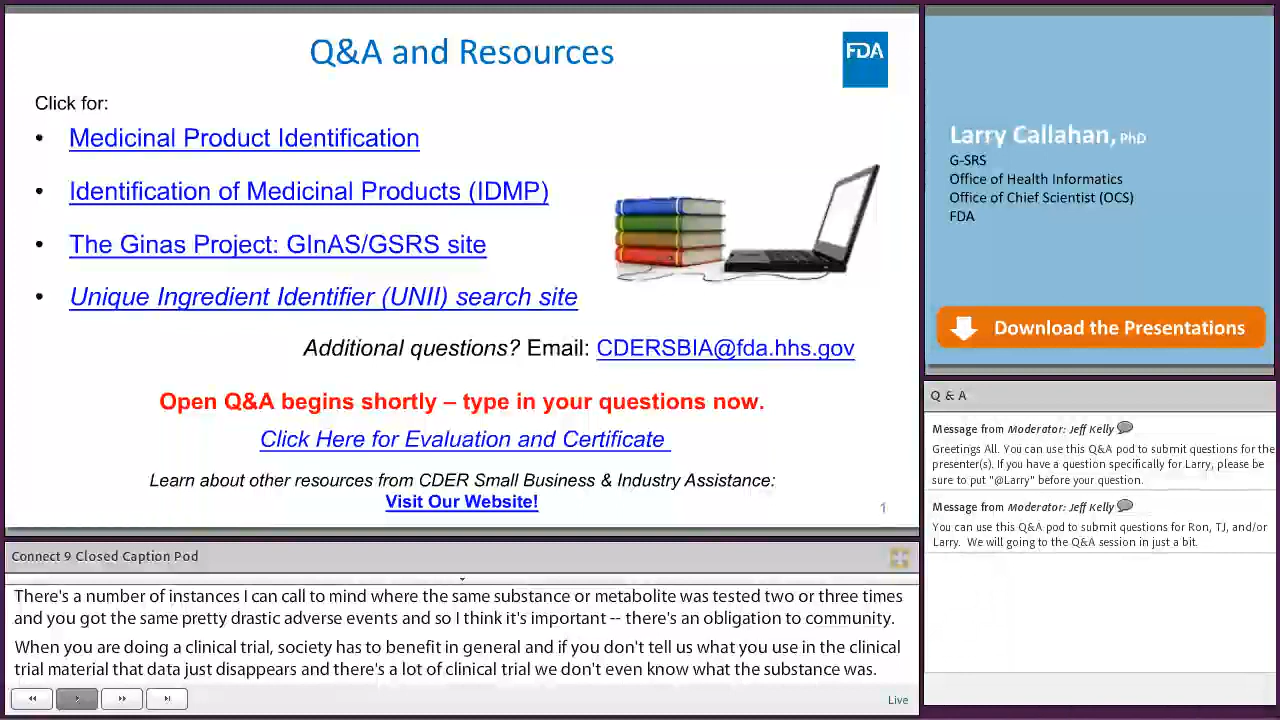 Q&A and Resources
FDA
Click for:
• Medicinal Product Identification
• Identification of Medicinal Products (IDMP)
• The Ginas Project: GInAS/GSRS site
• Unique Ingredient Identifier (UNII) search site
Additional questions? Email: CDERSBIA@fda.hhs.gov
Open Q&A begins shortly – type in your questions now.
Click Here for Evaluation and Certificate
Learn about other resources from CDER Small Business & Industry Assistance:
Visit Our Website!
1
Larry Callahan, PhD
G-SRS
Office of Health Informatics
Office of Chief Scientist (OCS)
FDA
Download the Presentations
Q & A
Message from Moderator: Jeff Kelly
Greetings All. You can use this Q&A pod to submit questions for the
presenter(s). If you have a question specifically for Larry, please be
sure to put "@Larry" before your question.
Message from Moderator: Jeff Kelly
You can use this Q&A pod to submit questions for Ron, TJ, and/or
Larry. We will going to the Q&A session in just a bit.
Connect 9 Closed Caption Pod
There's a number of instances I can call to mind where the same substance or metabolite was tested two or three times
and you got the same pretty drastic adverse events and so I think it's important -- there's an obligation to community.
When you are doing a clinical trial, society has to benefit in general and if you don't tell us what you use in the clinical
trial material that data just disappears and there's a lot of clinical trial we don't even know what the substance was.
Live